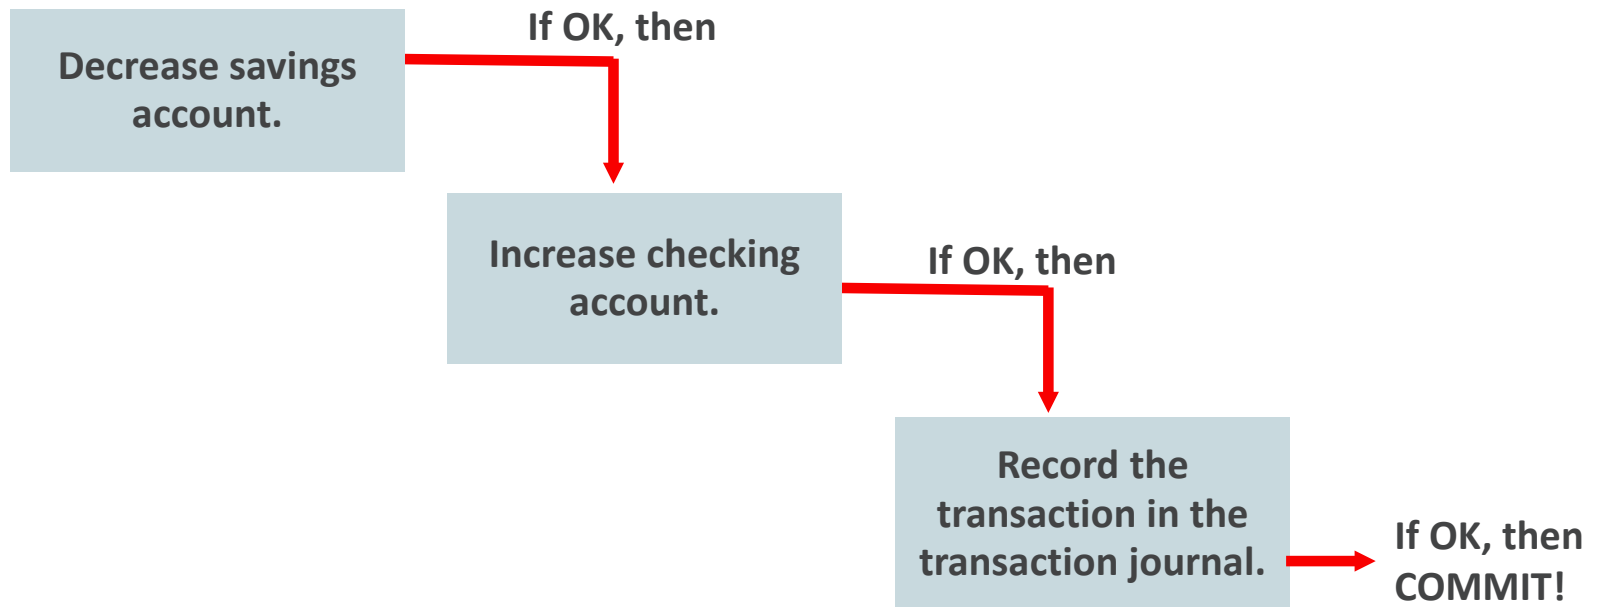 If OK, then
Decrease savings
account.
Increase checking
account.
If OK, then
Record the
transaction in the
transaction journal.
If OK, then
COMMIT!